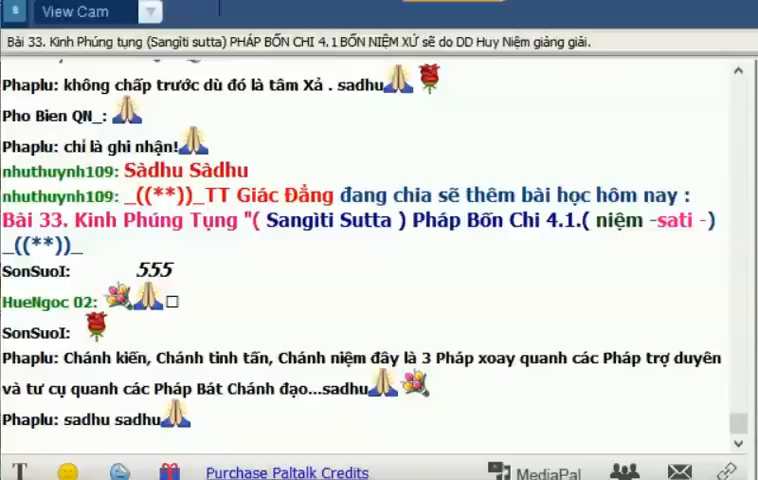 View Cam
Bài 33. Kinh Phúng tụng (Sangìti sutta) PHÁP BỐN CHI 4.1 BỐN NIỆM XỨ sẽ do DD Huy Niệm giảng giải.
Phaplu: không chấp trước dù đó là tâm Xả . sadhu
Pho Bien QN_:
Phaplu: chỉ là ghi nhận!
nhuthuynh109: Sàdhu Sàdhu
nhuthuynh109: _((**))_TT Giác Đẳng đang chia sẽ thêm bài học hôm nay :
Bài 33. Kinh Phúng Tụng "( Sangìti Sutta ) Pháp Bốn Chi 4.1.( niệm -sati -)
_((**))_
SonSuoI: 555
HueNgoc 02:
SonSuoI:
Phaplu: Chánh kiến, Chánh tinh tấn, Chánh niệm đây là 3 Pháp xoay quanh các Pháp trợ duyên
và tư cụ quanh các Pháp Bát Chánh đạo...sadhu
Phaplu: sadhu sadhu
T Purchase Paltalk Credits MediaPal